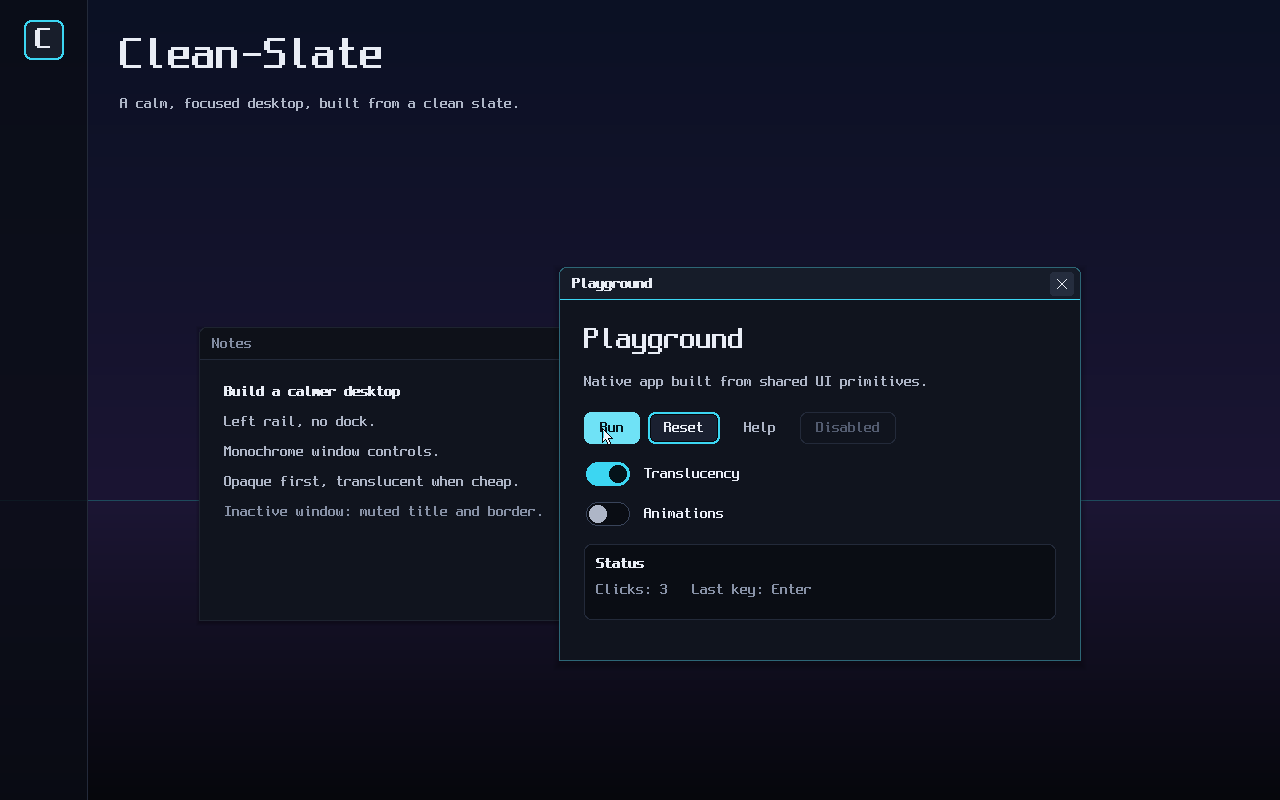 C
Clean-Slate
A calm, focused desktop, built from a clean slate.
Notes
Build a calmer desktop
Left rail, no dock.
Monochrome window controls.
Opaque first, translucent when cheap.
Inactive window: muted title and border.
Playground
Playground
Native app built from shared UI primitives.
Run Reset Help Disabled
Translucency
Animations
Status
Clicks: 3 Last key: Enter